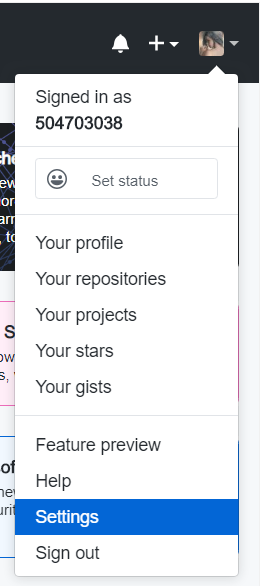 Signed in as
504703038
Set status
Your profile
Your repositories
Your projects
Your stars
Your gists
Feature preview
Help
Settings
Sign out